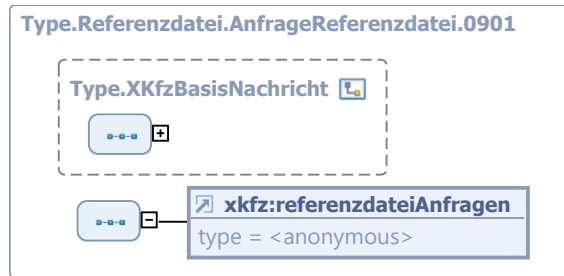 Type.Referenzdatei.AnfrageReferenzdatei.0901
Type.XKfzBasisNachricht
xkfz:referenzdateiAnfragen
type = <anonymous>